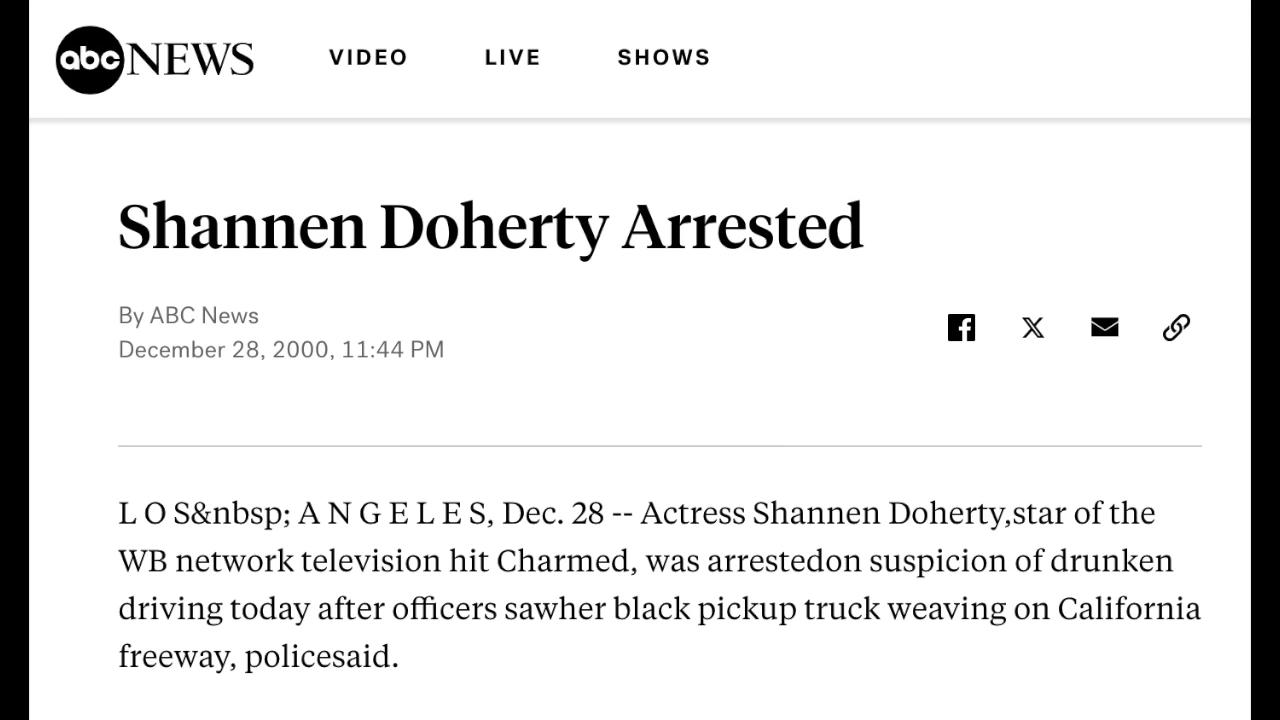 abc NEWS VIDEO LIVE SHOWS
Shannen Doherty Arrested
By ABC News
December 28, 2000, 11:44 PM
L O S&nbsp; A N G E L E S, Dec. 28 -- Actress Shannen Doherty,star of the
WB network television hit Charmed, was arrestedon suspicion of drunken
driving today after officers sawher black pickup truck weaving on California
freeway, policesaid.